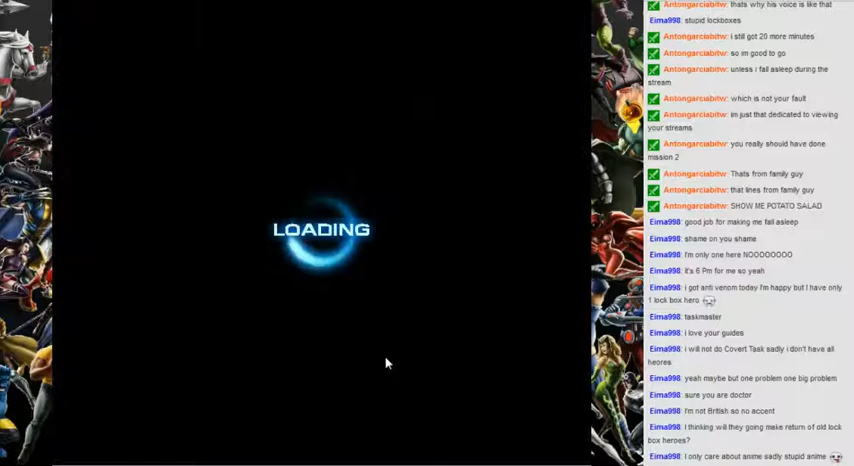 LOADING
Antongarciabitw: thats why his voice is like that
Eima998: stupid lockboxes
Antongarciabitw: i still got 20 more minutes
Antongarciabitw: so im good to go
Antongarciabitw: unless i fall asleep during the
stream
Antongarciabitw: which is not your fault
Antongarciabitw: im just that dedicated to viewing
your streams
Antongarciabitw: you really should have done
mission 2
Antongarciabitw: Thats from family guy
Antongarciabitw: that lines from family guy
Antongarciabitw: SHOW ME POTATO SALAD
Eima998: good job for making me fall asleep
Eima998: shame on you shame
Eima998: I'm only one here NOOOOOOOO
Eima998: it's 6 Pm for me so yeah
Eima998: i got anti venom today I'm happy but I have only
1 lock box hero
Eima998: taskmaster
Eima998: i love your guides
Eima998: i will not do Covert Task sadly i don't have all
heores
Eima998: yeah maybe but one problem one big problem
Eima998: sure you are doctor
Eima998: I'm not British so no accent
Eima998: I thinking will they going make return of old lock
box heroes?
Eima998: I only care about anime sadly stupid anime